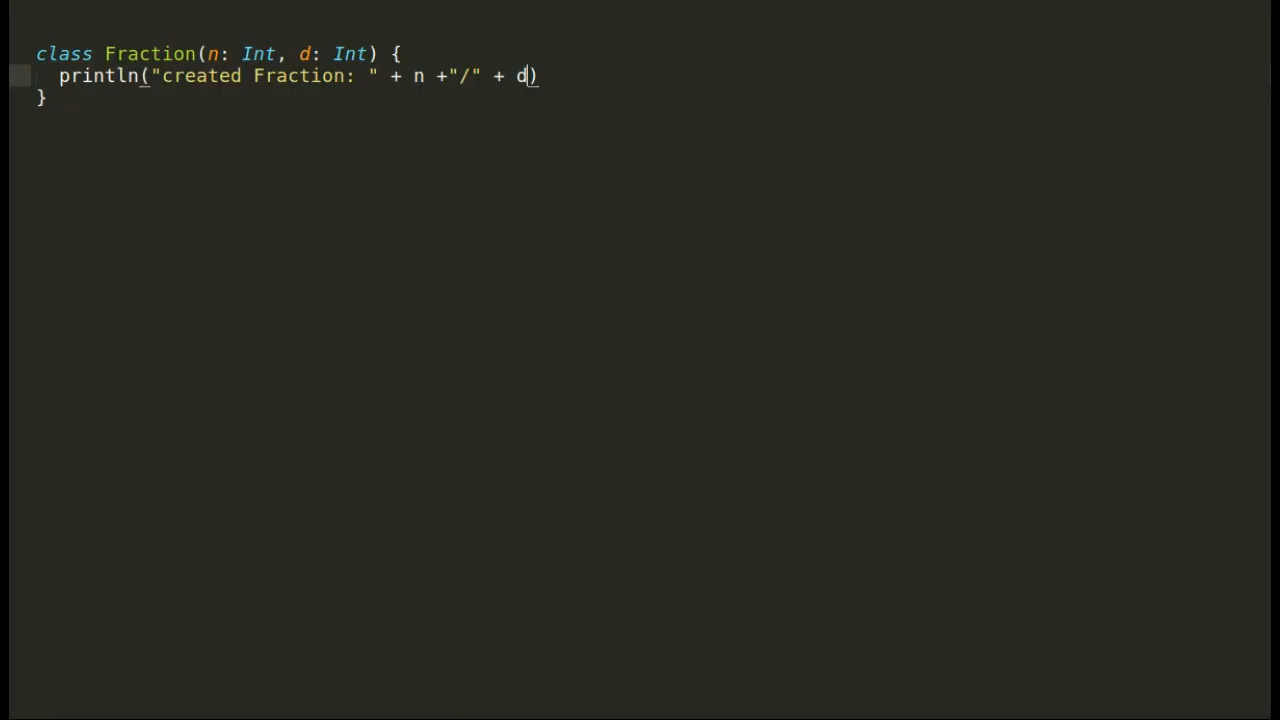 class Fraction(n: Int, d: Int) {
  println("created Fraction: " + n +"/" + d)
}